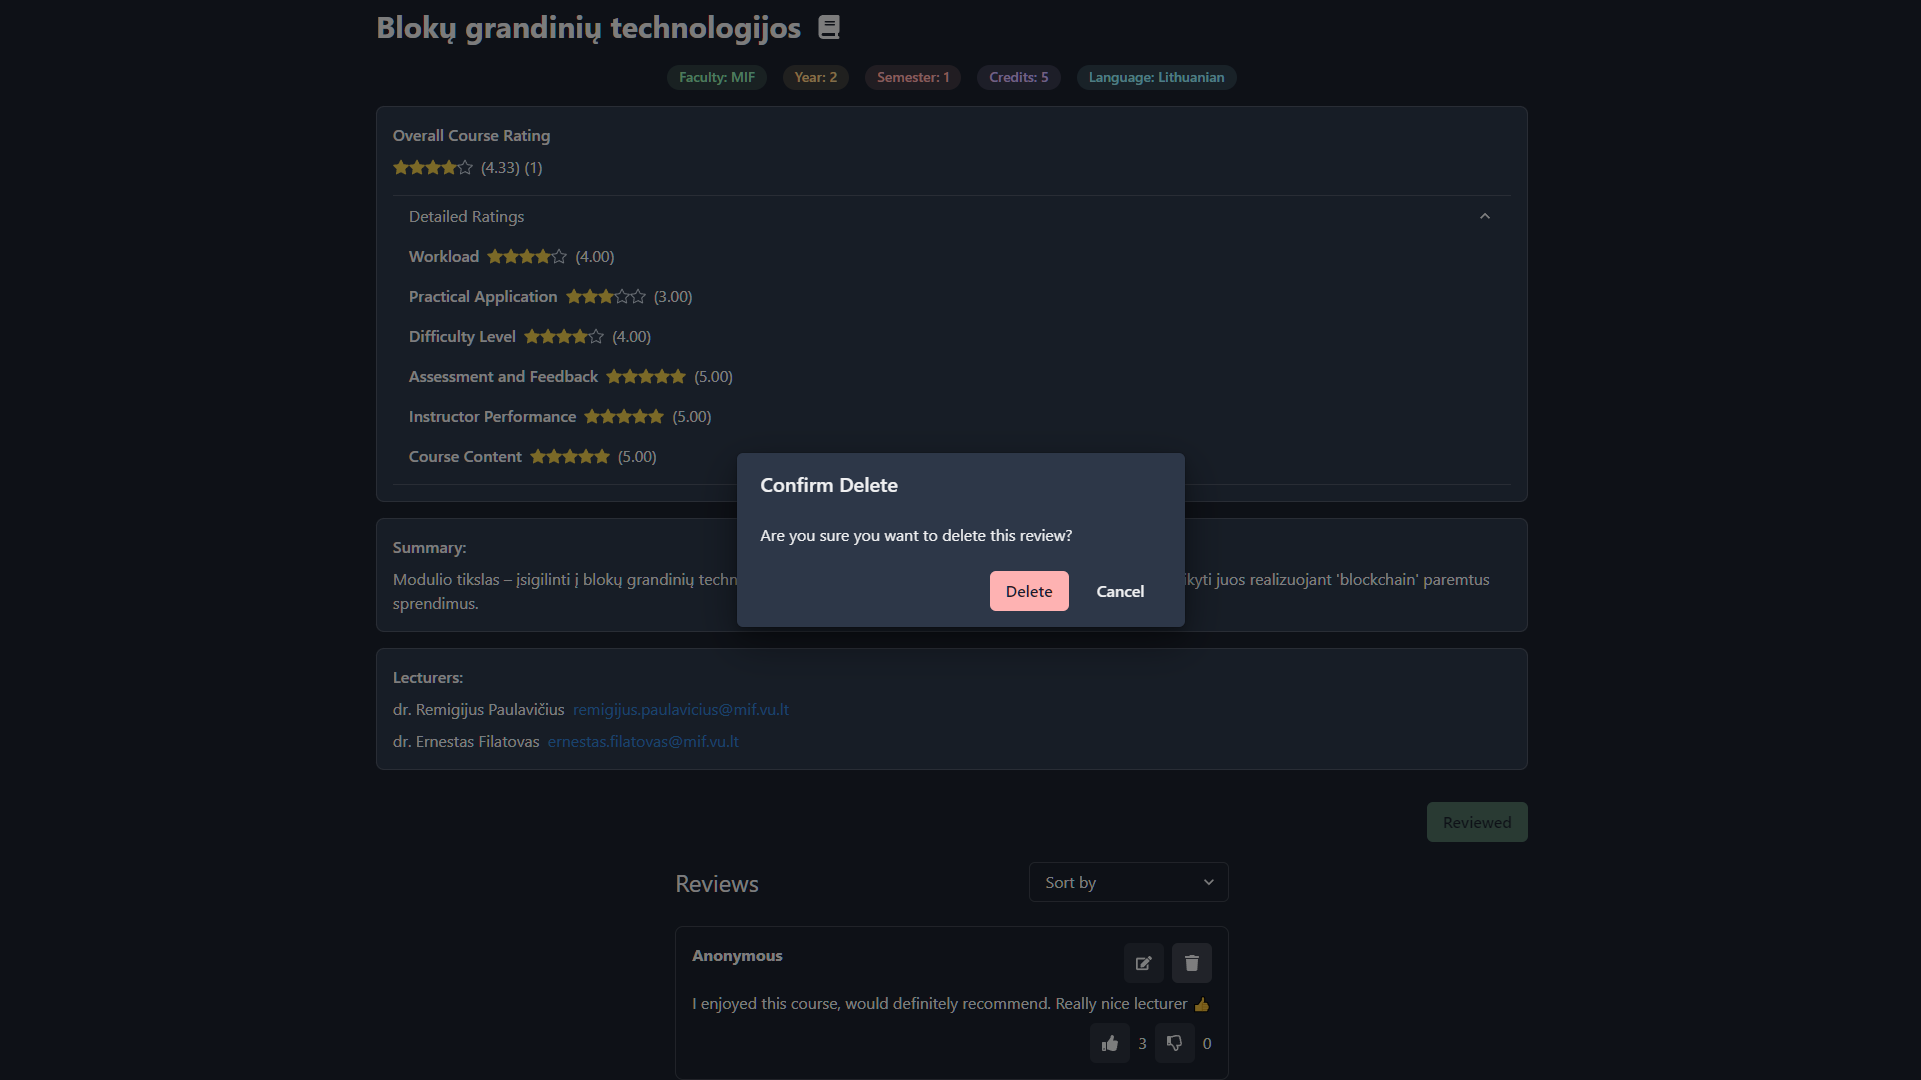 Blokų grandinių technologijos
Faculty: MIF Year: 2 Semester: 1 Credits: 5 Language: Lithuanian
Overall Course Rating
(4.33) (1)
Detailed Ratings
Workload (4.00)
Practical Application (3.00)
Difficulty Level (4.00)
Assessment and Feedback (5.00)
Instructor Performance (5.00)
Course Content (5.00)
Confirm Delete
Are you sure you want to delete this review?
Delete Cancel
Summary:
Modulio tikslas – įsigilinti į blokų grandinių juos realizuojant ‘blockchain’ paremtus
sprendimus.
Lecturers:
dr. Remigijus Paulavičius remigijus.paulavicius@mif.vu.lt
dr. Ernestas Filatovas ernestas.filatovas@mif.vu.lt
Reviewed
Reviews
Sort by
Anonymous
I enjoyed this course, would definitely recommend. Really nice lecturer 👍
3 0